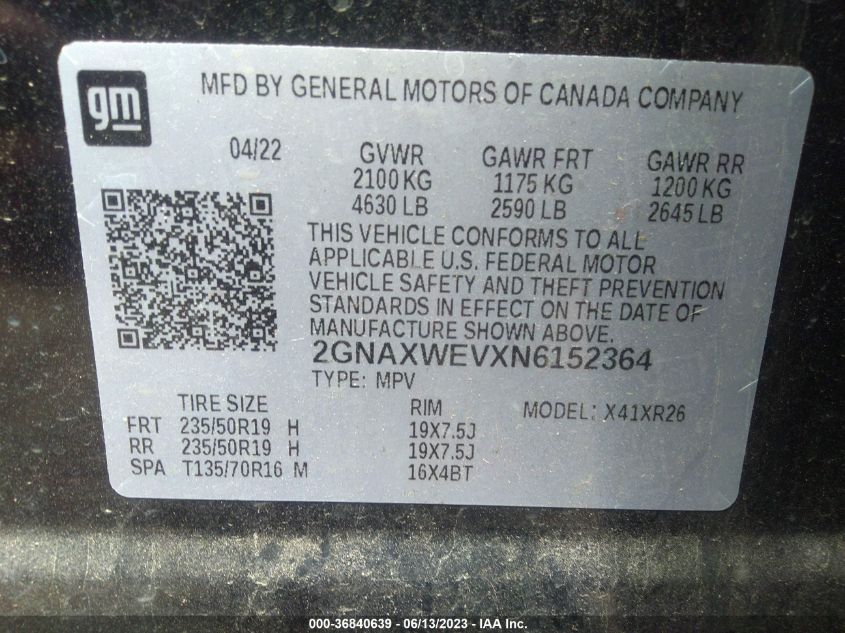 gm
MFD BY GENERAL MOTORS OF CANADA COMPANY
04/22 GVWR GAWR FRT GAWR RR
2100 KG 1175 KG 1200 KG
4630 LB 2590 LB 2645 LB
THIS VEHICLE CONFORMS TO ALL
APPLICABLE U.S. FEDERAL MOTOR
VEHICLE SAFETY AND THEFT PREVENTION
STANDARDS IN EFFECT ON THE DATE OF
MANUFACTURE SHOWN ABOVE.
2GNAXWEVXN6152364
TYPE: MPV
TIRE SIZE RIM MODEL: X41XR26
FRT 235/50R19 H 19X7.5J
RR 235/50R19 H 19X7.5J
SPA T135/70R16 M 16X4BT
000-36840639 - 06/13/2023 - IAAI.com